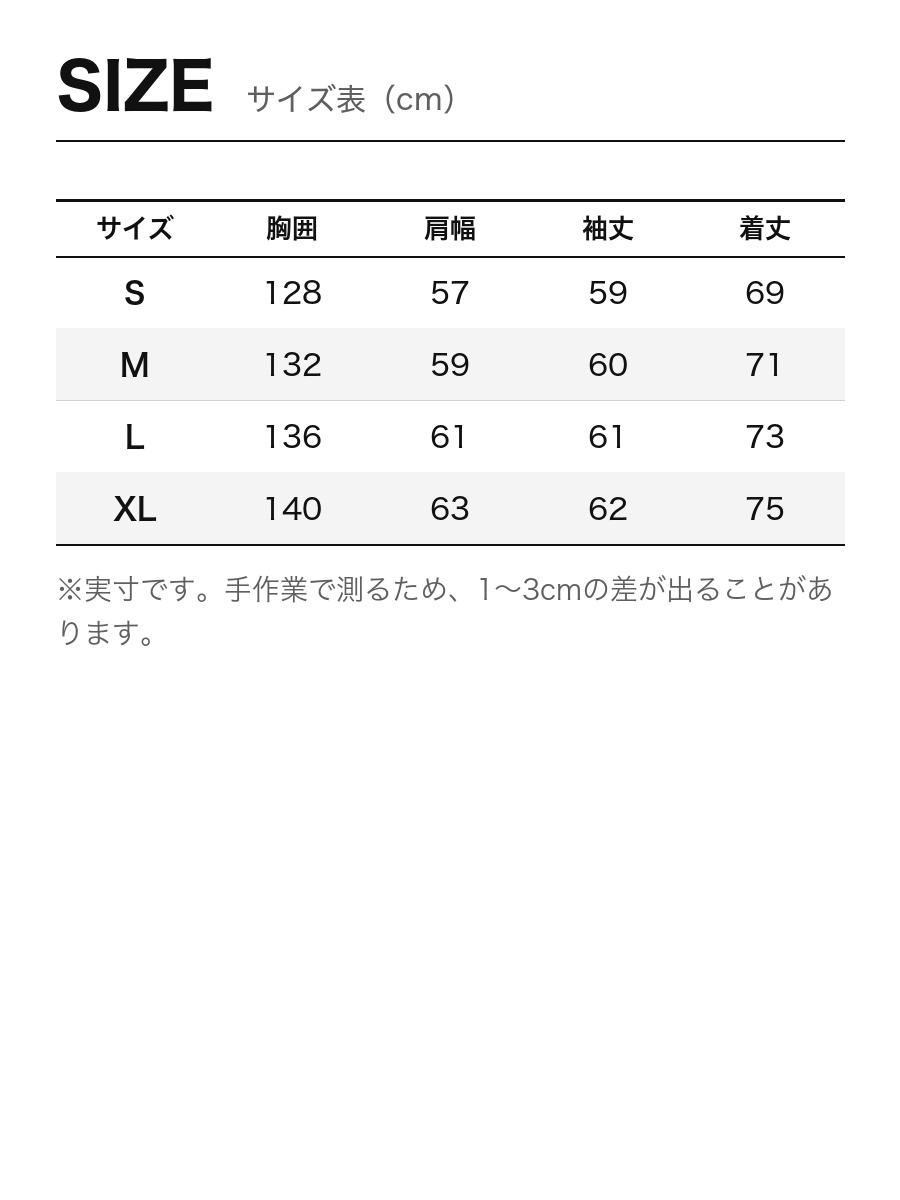 SIZE サイズ表（cm）
サイズ 胸囲 肩幅 袖丈 着丈
S 128 57 59 69
M 132 59 60 71
L 136 61 61 73
XL 140 63 62 75
※実寸です。手作業で測るため、1〜3cmの差が出ることがあ
ります。